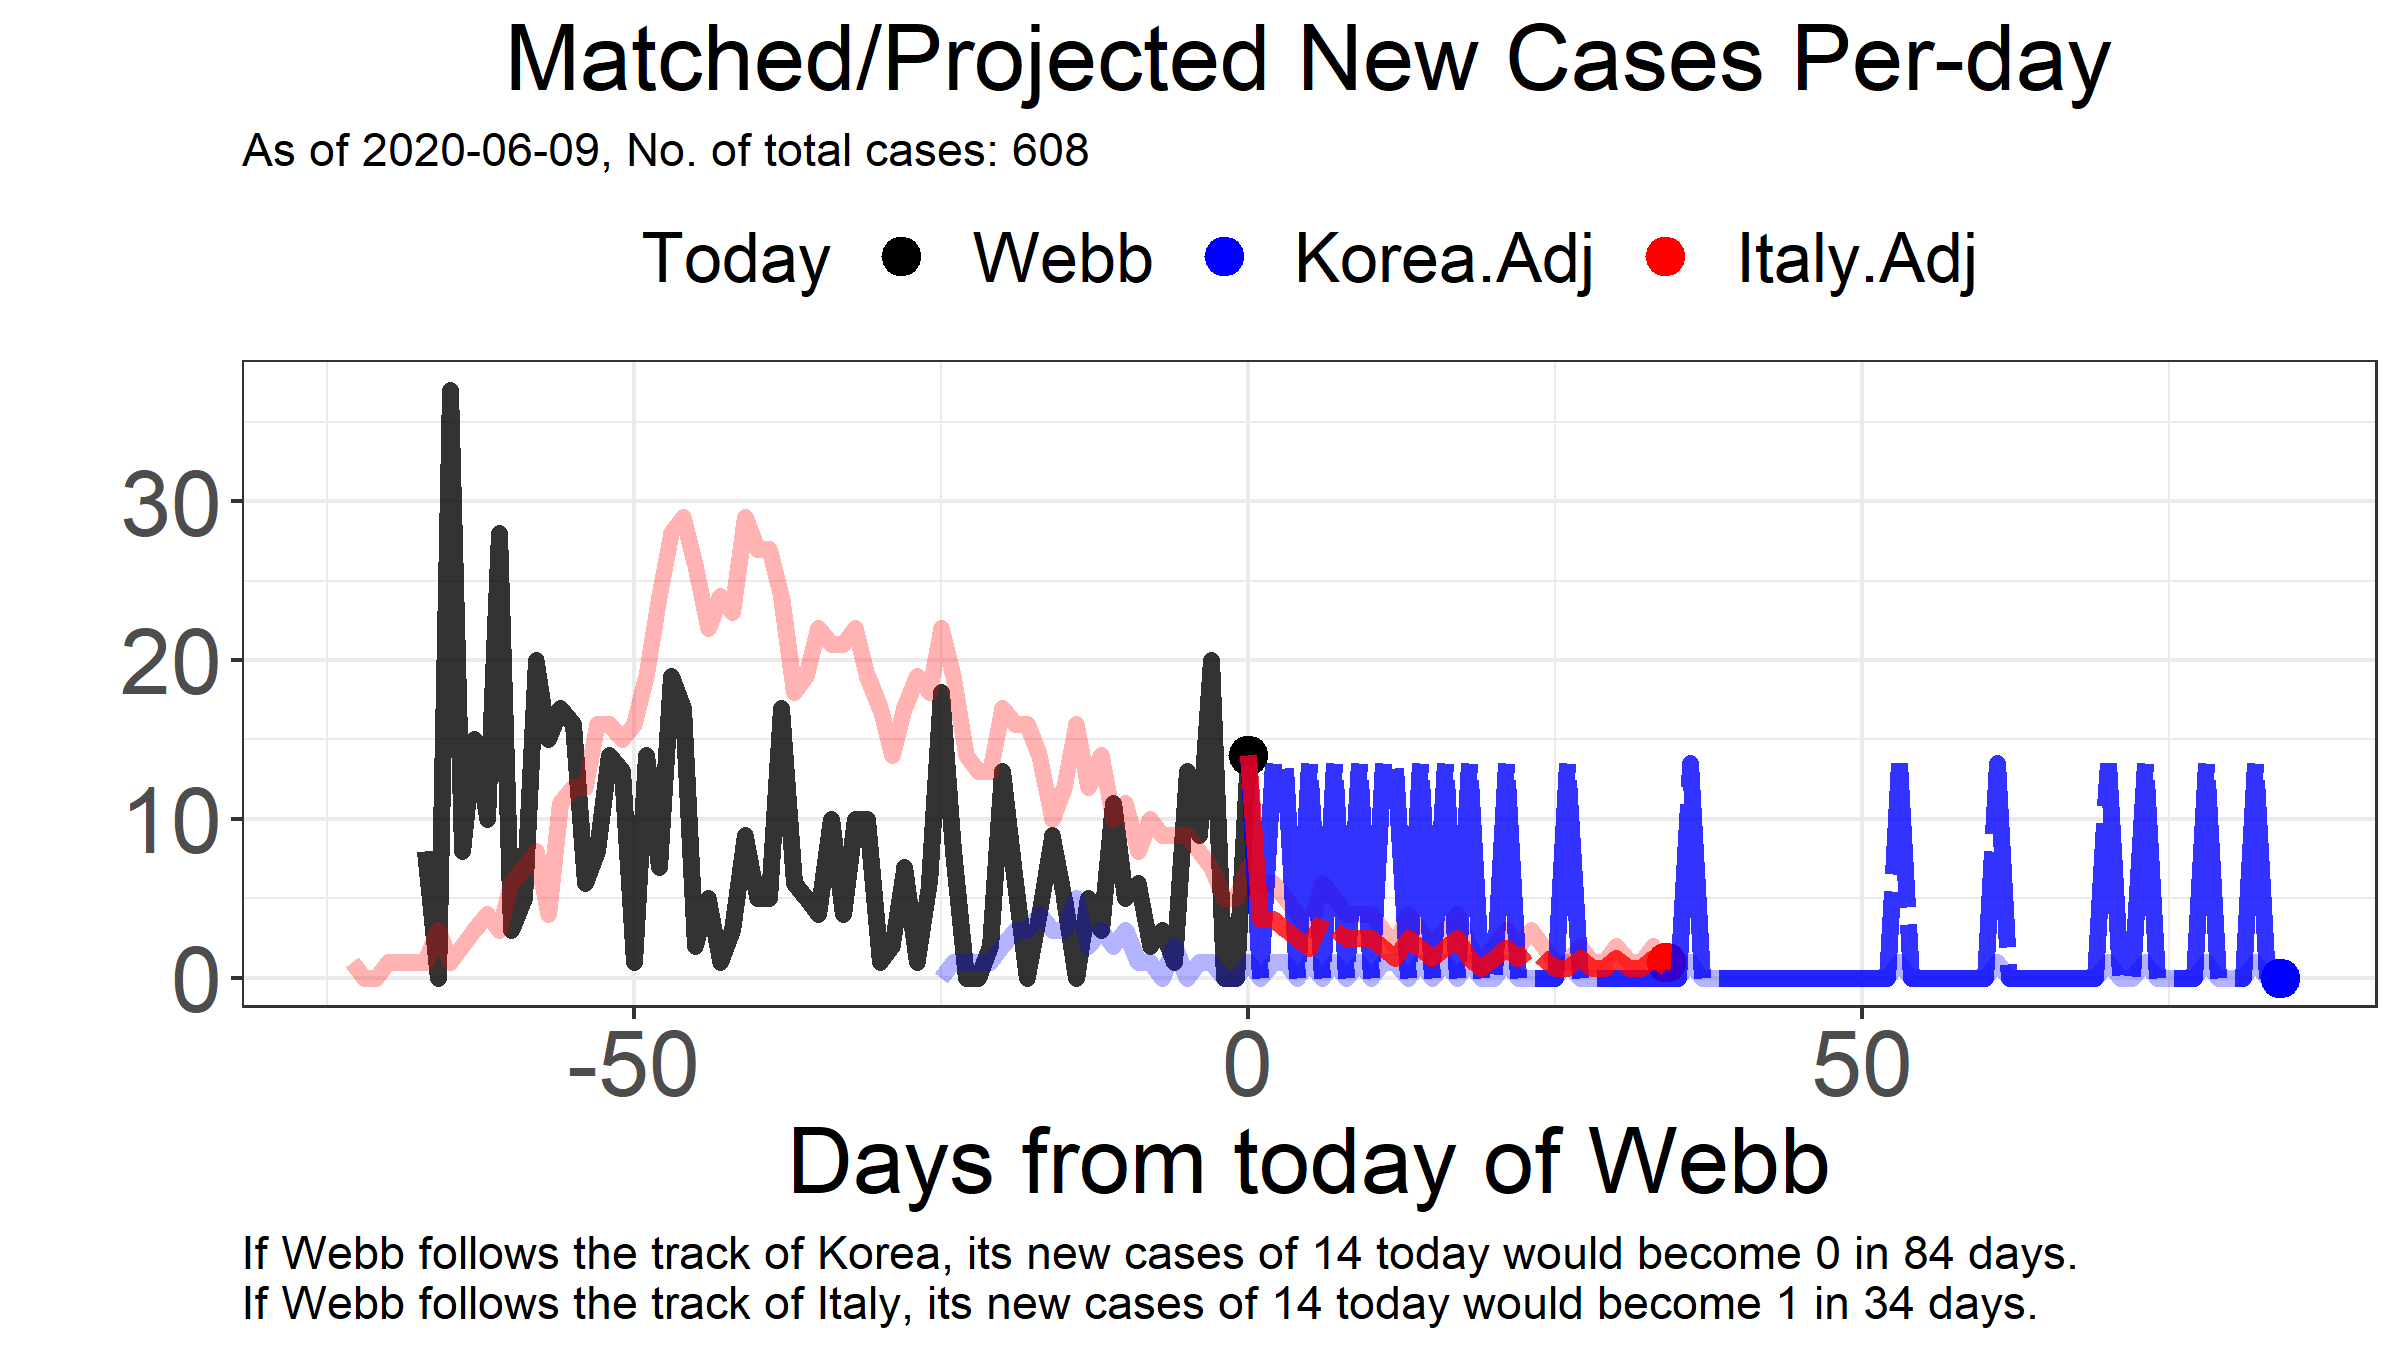 Matched/Projected New Cases Per-day
As of 2020-06-09, No. of total cases: 608
Today Webb Korea.Adj Italy.Adj
30
20
10
0
-50 0 50
Days from today of Webb
If Webb follows the track of Korea, its new cases of 14 today would become 0 in 84 days.
If Webb follows the track of Italy, its new cases of 14 today would become 1 in 34 days.